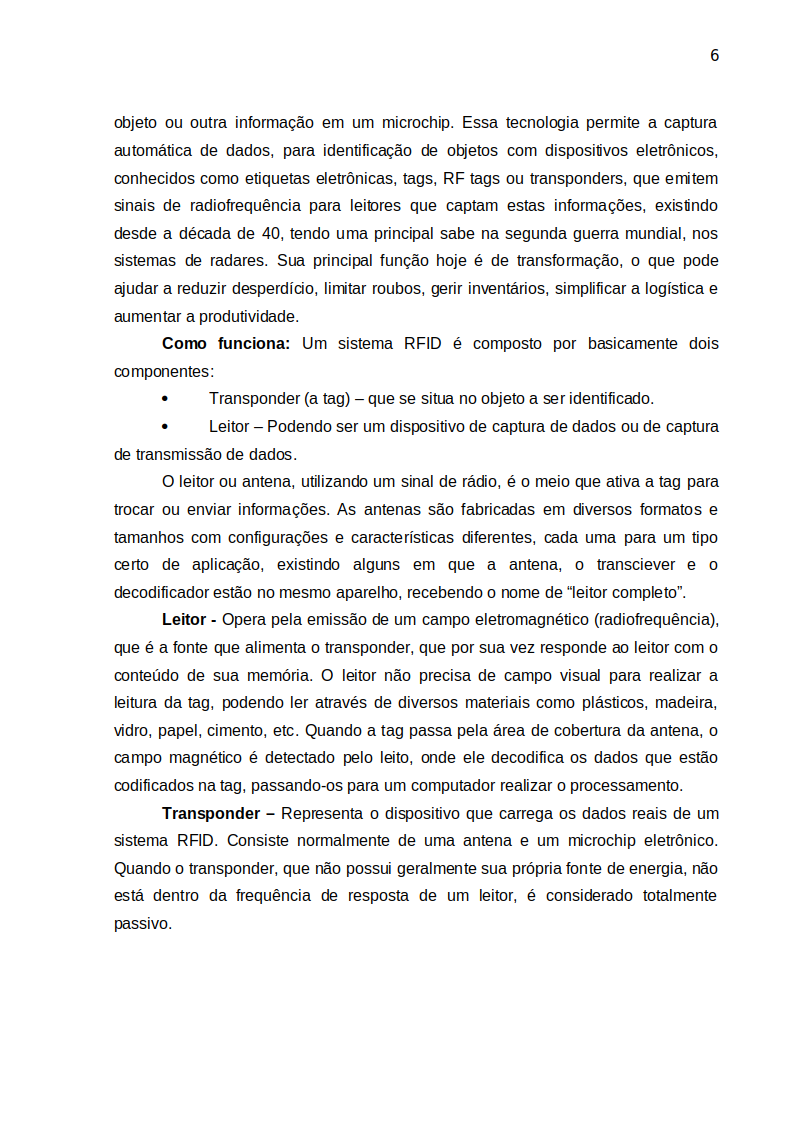 6
objeto ou outra informação em um microchip. Essa tecnologia permite a captura
automática de dados, para identificação de objetos com dispositivos eletrônicos,
conhecidos como etiquetas eletrônicas, tags, RF tags ou transponders, que emitem
sinais de radiofrequência para leitores que captam estas informações, existindo
desde a década de 40, tendo uma principal sabe na segunda guerra mundial, nos
sistemas de radares. Sua principal função hoje é de transformação, o que pode
ajudar a reduzir desperdício, limitar roubos, gerir inventários, simplificar a logística e
aumentar a produtividade.
Como funciona: Um sistema RFID é composto por basicamente dois
componentes:
• Transponder (a tag) – que se situa no objeto a ser identificado.
• Leitor – Podendo ser um dispositivo de captura de dados ou de captura
de transmissão de dados.
O leitor ou antena, utilizando um sinal de rádio, é o meio que ativa a tag para
trocar ou enviar informações. As antenas são fabricadas em diversos formatos e
tamanhos com configurações e características diferentes, cada uma para um tipo
certo de aplicação, existindo alguns em que a antena, o transciever e o
decodificador estão no mesmo aparelho, recebendo o nome de “leitor completo”.
Leitor - Opera pela emissão de um campo eletromagnético (radiofrequência),
que é a fonte que alimenta o transponder, que por sua vez responde ao leitor com o
conteúdo de sua memória. O leitor não precisa de campo visual para realizar a
leitura da tag, podendo ler através de diversos materiais como plásticos, madeira,
vidro, papel, cimento, etc. Quando a tag passa pela área de cobertura da antena, o
campo magnético é detectado pelo leito, onde ele decodifica os dados que estão
codificados na tag, passando-os para um computador realizar o processamento.
Transponder – Representa o dispositivo que carrega os dados reais de um
sistema RFID. Consiste normalmente de uma antena e um microchip eletrônico.
Quando o transponder, que não possui geralmente sua própria fonte de energia, não
está dentro da frequência de resposta de um leitor, é considerado totalmente
passivo.